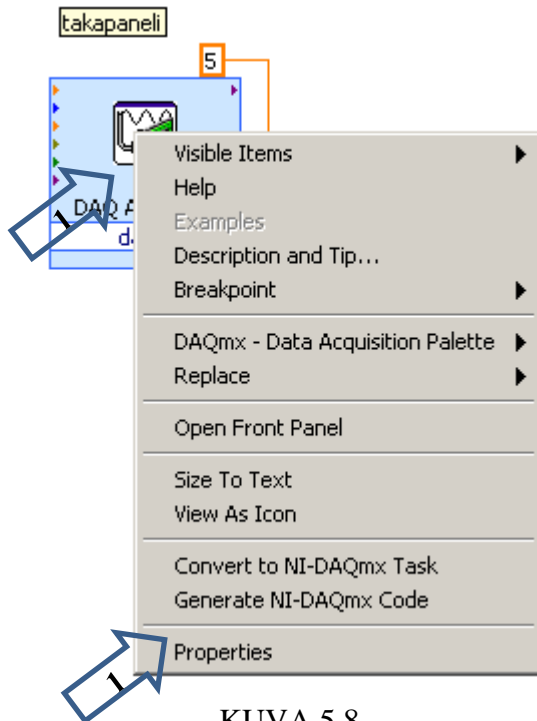 takapaneli
5
DAQ A
da
1
Visible Items
Help
Examples
Description and Tip...
Breakpoint
DAQmx - Data Acquisition Palette
Replace
Open Front Panel
Size To Text
View As Icon
Convert to NI-DAQmx Task
Generate NI-DAQmx Code
Properties
1
KUVA 5.8